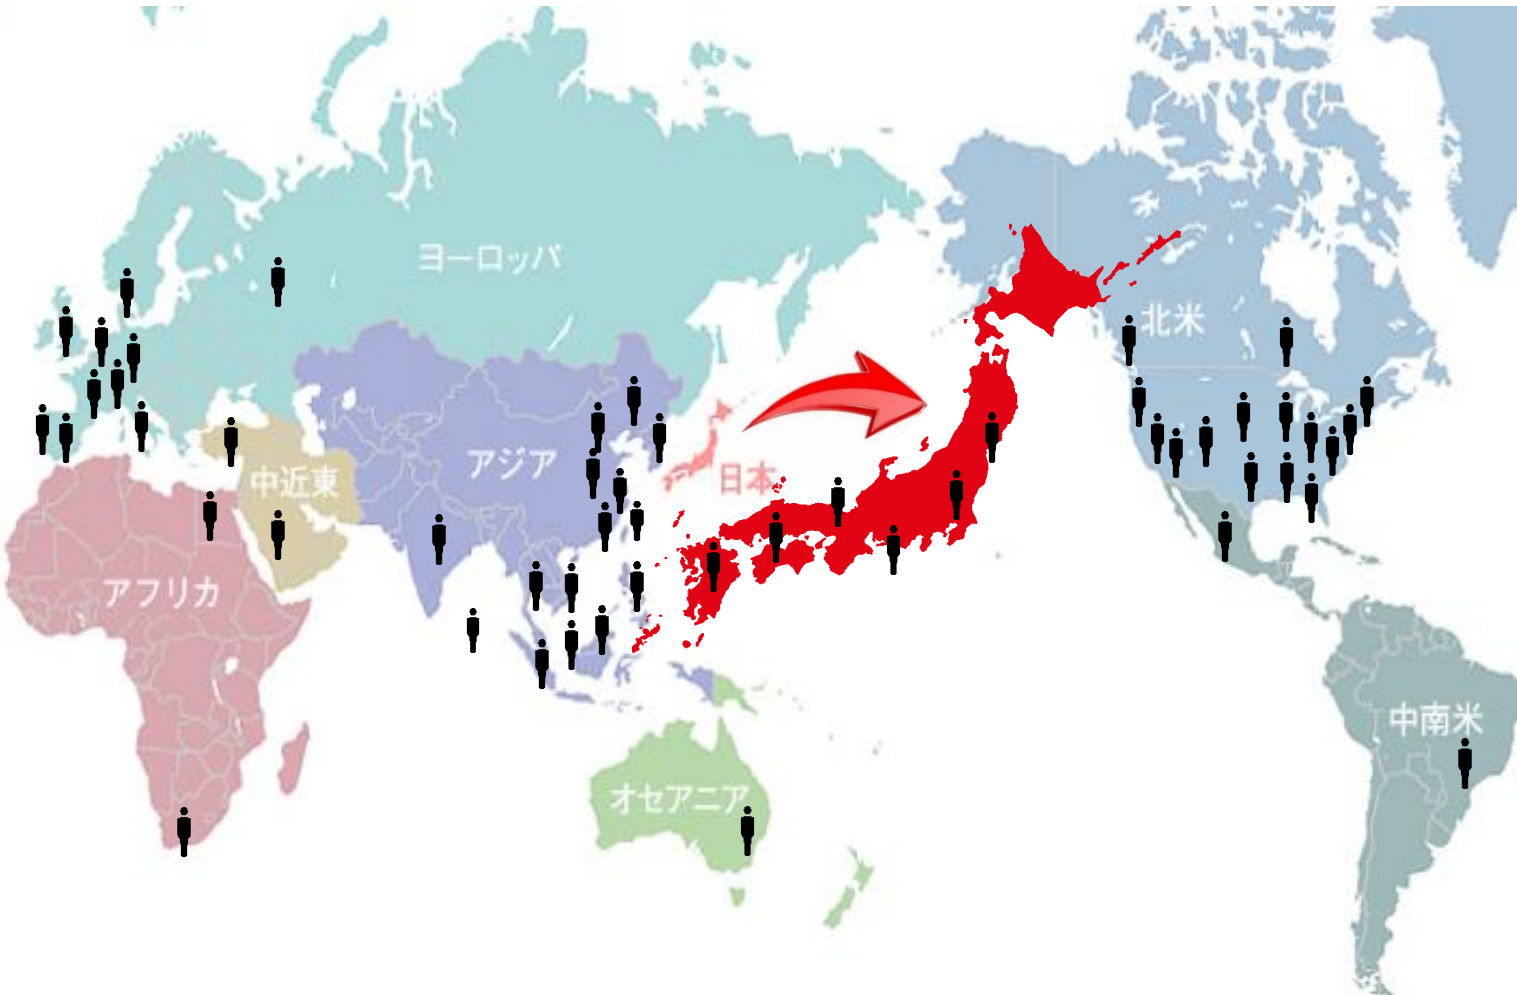 ヨーロッパ
北米
アジア
日本
中近東
アフリカ
中南米
オセアニア